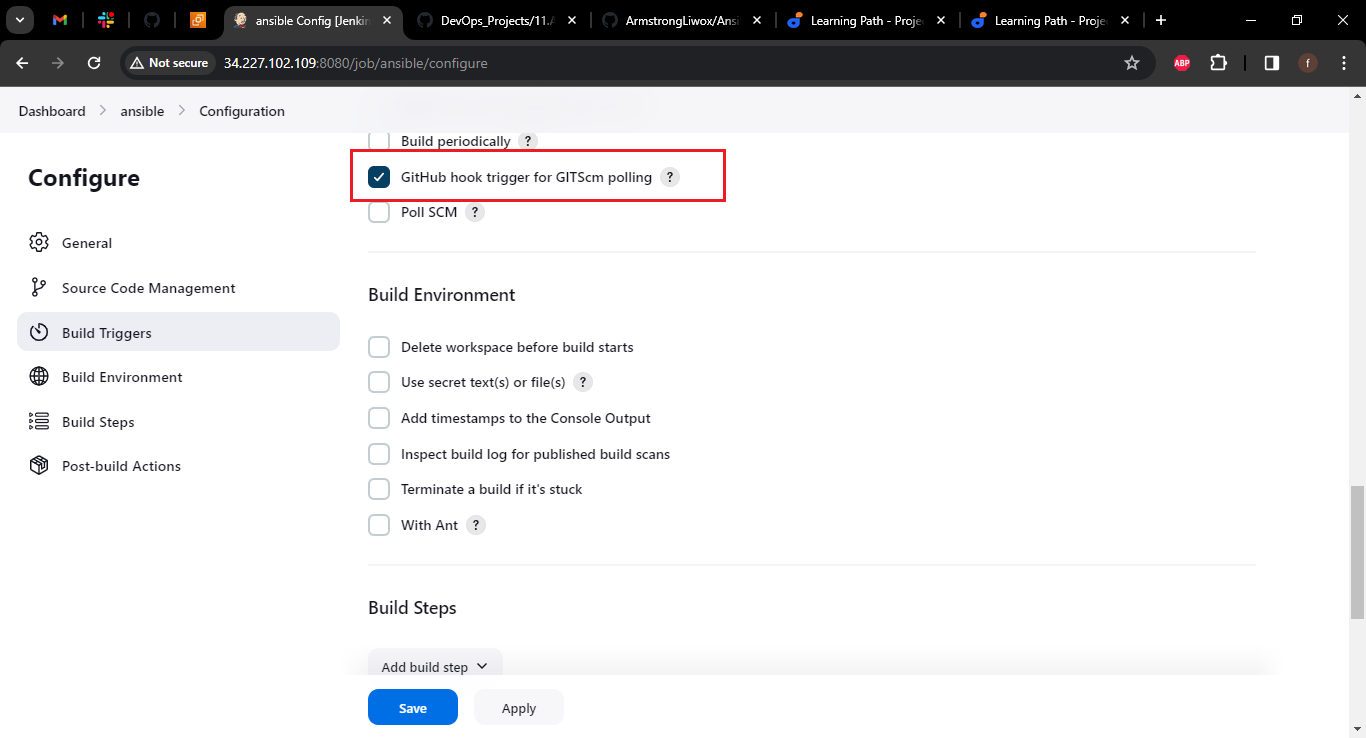 ansible Config [Jenkin
DevOps_Projects/11.A
ArmstrongLiwox/Ansi
Learning Path - Projec
Learning Path - Projec
Not secure
34.227.102.109:8080/job/ansible/configure
ABP
f
Dashboard > ansible > Configuration
Configure
General
Source Code Management
Build Triggers
Build Environment
Build Steps
Post-build Actions
Build periodically ?
GitHub hook trigger for GITScm polling ?
Poll SCM ?
Build Environment
Delete workspace before build starts
Use secret text(s) or file(s) ?
Add timestamps to the Console Output
Inspect build log for published build scans
Terminate a build if it's stuck
With Ant ?
Build Steps
Add build step
Save
Apply